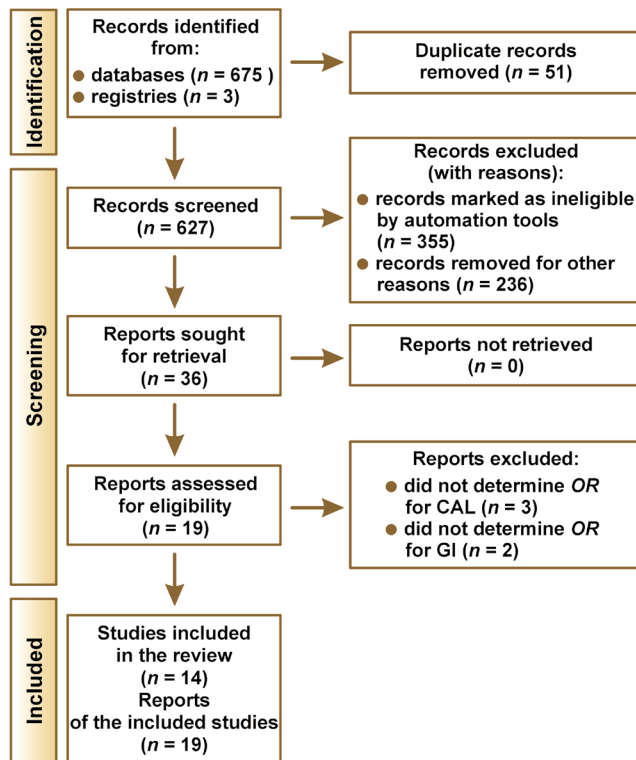 Identification
Records identified
from:
● databases (n = 675 )
● registries (n = 3)
Duplicate records
removed (n = 51)
Screening
Records screened
(n = 627)
Records excluded
(with reasons):
● records marked as ineligible
by automation tools
(n = 355)
● records removed for other
reasons (n = 236)
Reports sought
for retrieval
(n = 36)
Reports not retrieved
(n = 0)
Reports assessed
for eligibility
(n = 19)
Reports excluded:
● did not determine OR
for CAL (n = 3)
● did not determine OR
for GI (n = 2)
Included
Studies included
in the review
(n = 14)
Reports
of the included studies
(n = 19)